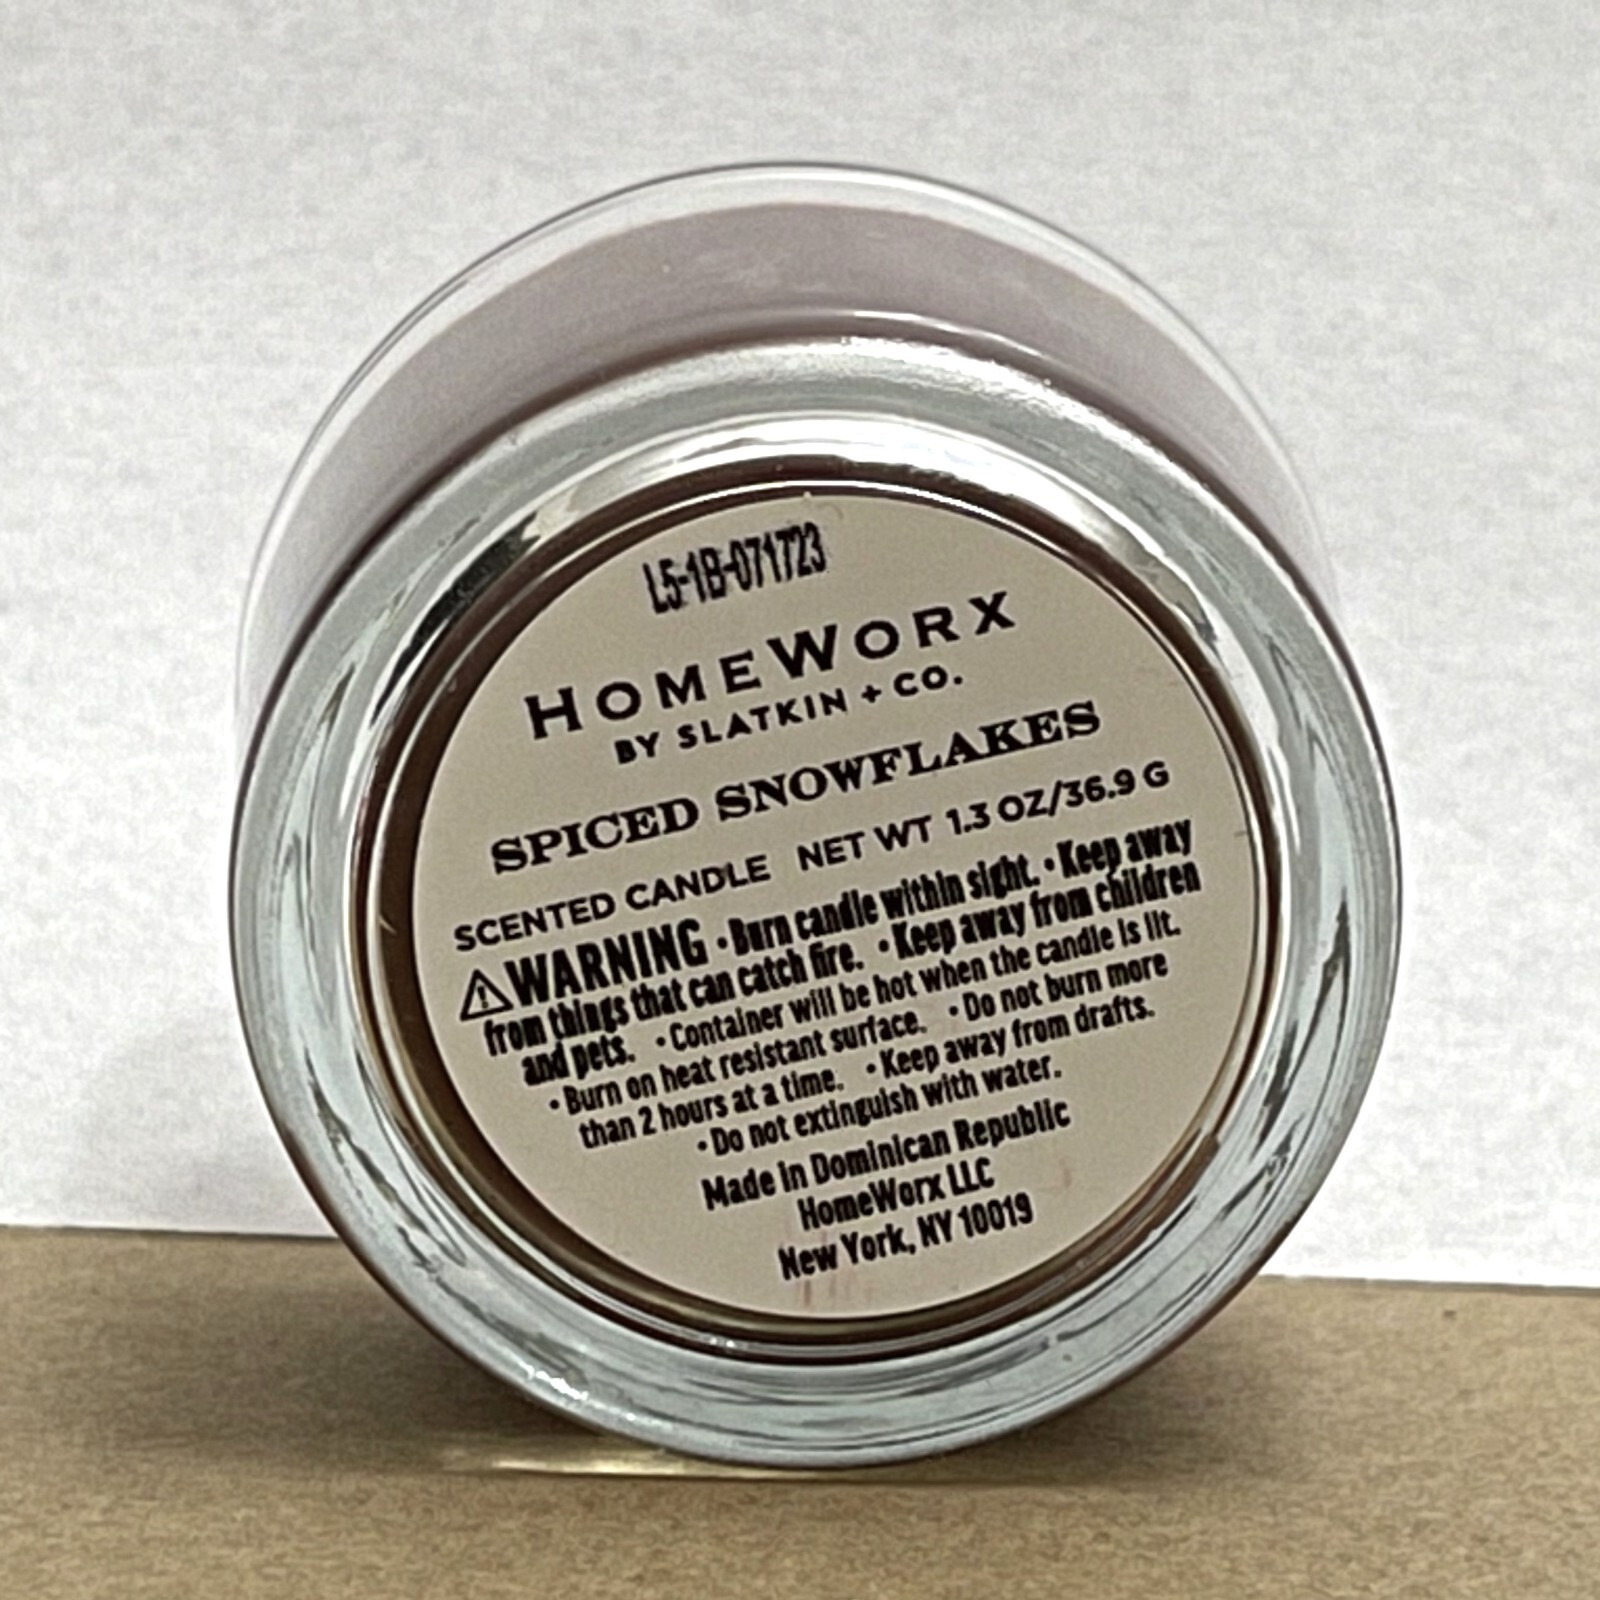 L5-1B-071723
HOMEWORX
BY SLATKIN + CO.
SPICED SNOWFLAKES
SCENTED CANDLE NET WT 1.3 OZ/36.9 G
⚠WARNING • Burn candle within sight. • Keep away
from things that can catch fire. • Keep away from children
and pets. • Container will be hot when the candle is lit.
• Burn on heat resistant surface. • Do not burn more
than 2 hours at a time. • Keep away from drafts.
• Do not extinguish with water.
Made in Dominican Republic
HomeWorx LLC
New York, NY 10019